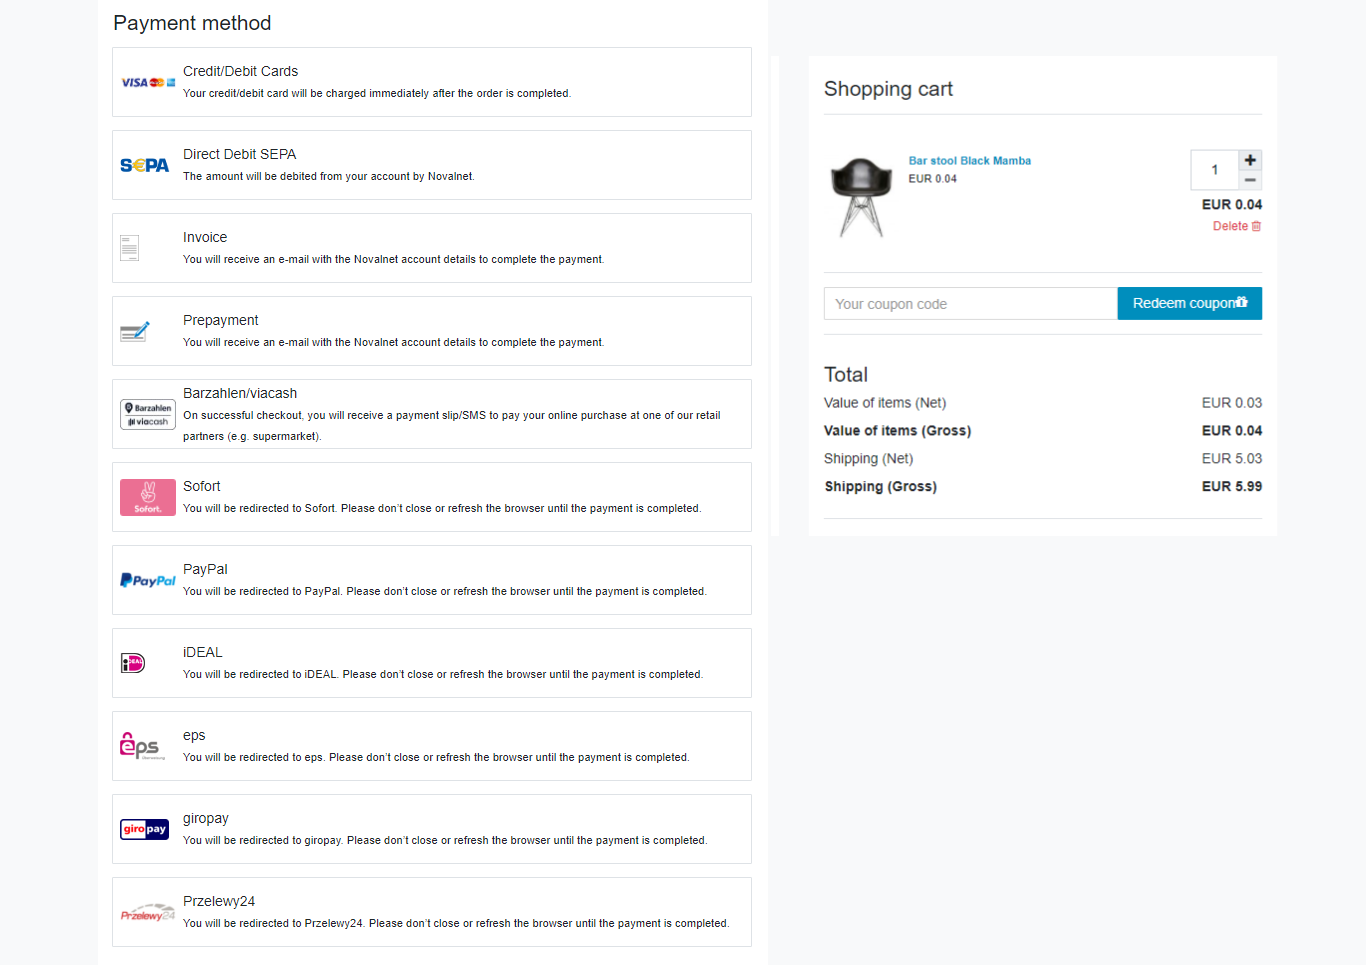 Payment method
VISA
Credit/Debit Cards
Your credit/debit card will be charged immediately after the order is completed.
SEPA
Direct Debit SEPA
The amount will be debited from your account by Novalnet.
Invoice
You will receive an e-mail with the Novalnet account details to complete the payment.
Prepayment
You will receive an e-mail with the Novalnet account details to complete the payment.
Barzahlen
viacash
Barzahlen/viacash
On successful checkout, you will receive a payment slip/SMS to pay your online purchase at one of our retail
partners (e.g. supermarket).
Sofort.
Sofort
You will be redirected to Sofort. Please don’t close or refresh the browser until the payment is completed.
PayPal
PayPal
You will be redirected to PayPal. Please don’t close or refresh the browser until the payment is completed.
iDEAL
iDEAL
You will be redirected to iDEAL. Please don’t close or refresh the browser until the payment is completed.
eps
eps
You will be redirected to eps. Please don’t close or refresh the browser until the payment is completed.
giropay
giropay
You will be redirected to giropay. Please don’t close or refresh the browser until the payment is completed.
Przelewy24
Przelewy24
You will be redirected to Przelewy24. Please don’t close or refresh the browser until the payment is completed.
Shopping cart
Bar stool Black Mamba
EUR 0.04
1
+
−
EUR 0.04
Delete
Your coupon code
Redeem coupon
Total
Value of items (Net) EUR 0.03
Value of items (Gross) EUR 0.04
Shipping (Net) EUR 5.03
Shipping (Gross) EUR 5.99